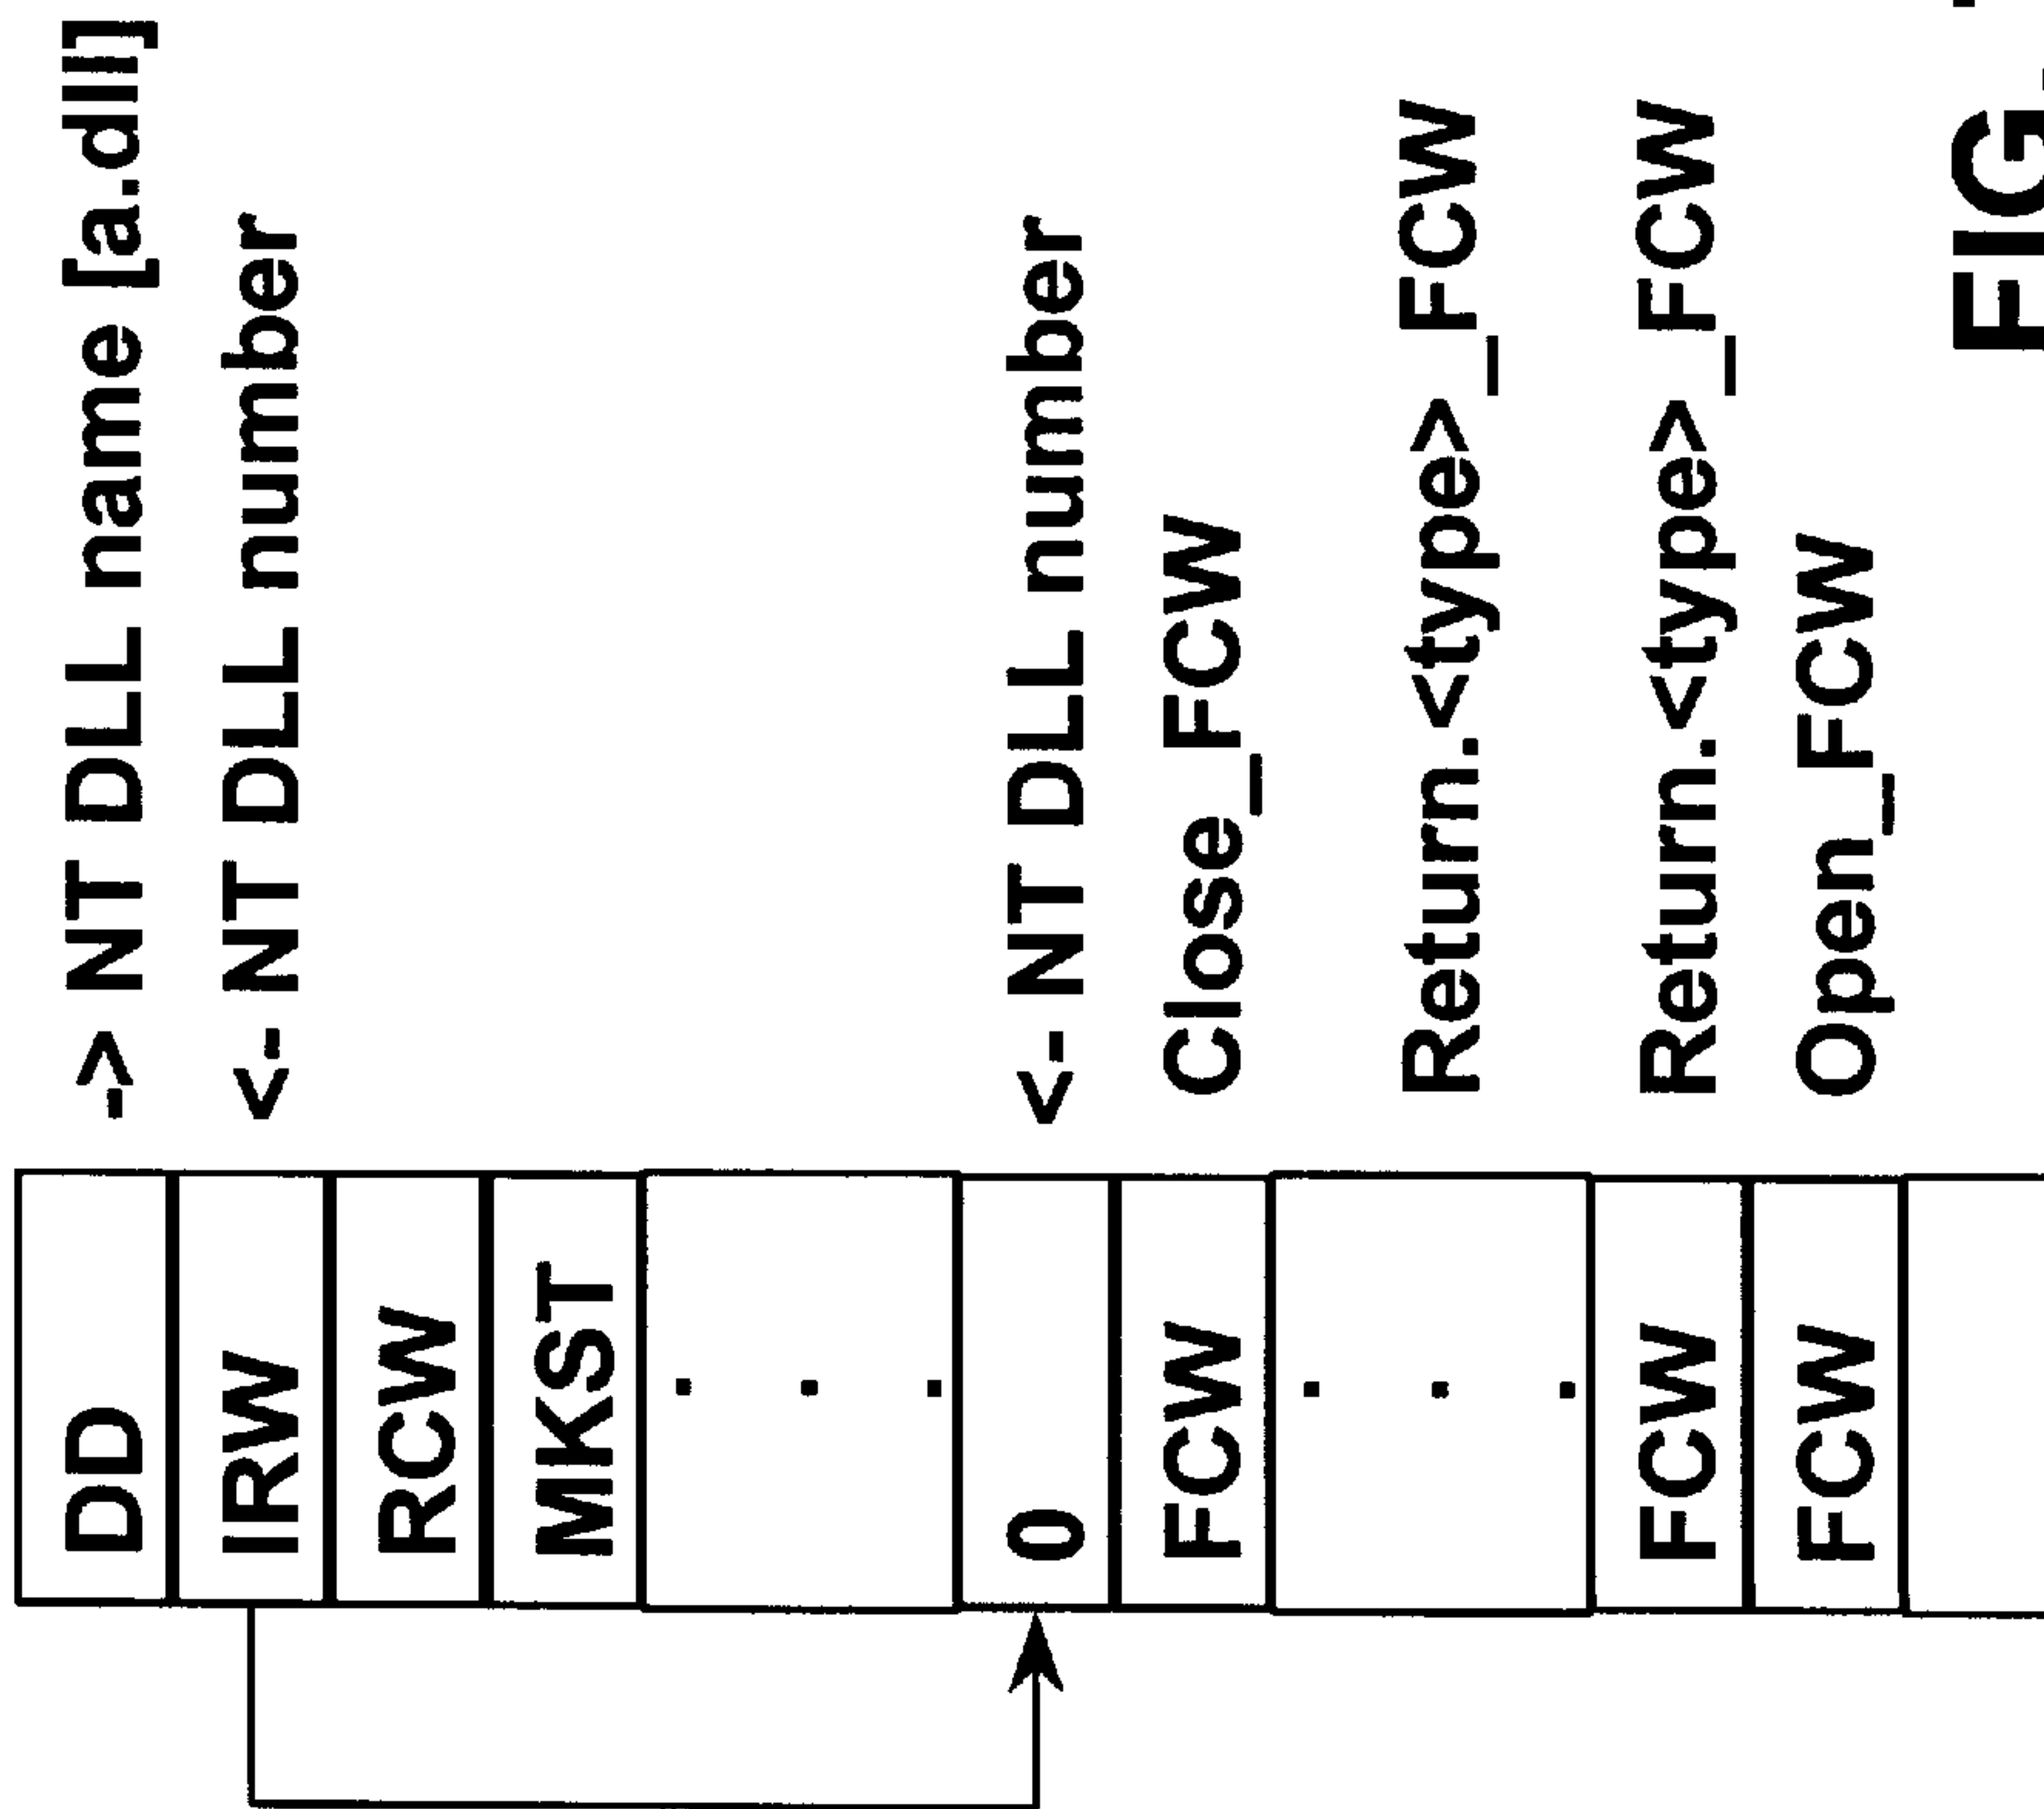 DD -> NT DLL name [a.dll]
IRW <- NT DLL number
RCW
MKST
.
.
.
0 <- NT DLL number
FCW Close_FCW
.
.
. Return.<type>_FCW
FCW Return.<type>_FCW
FCW Open_FCW
FIG.